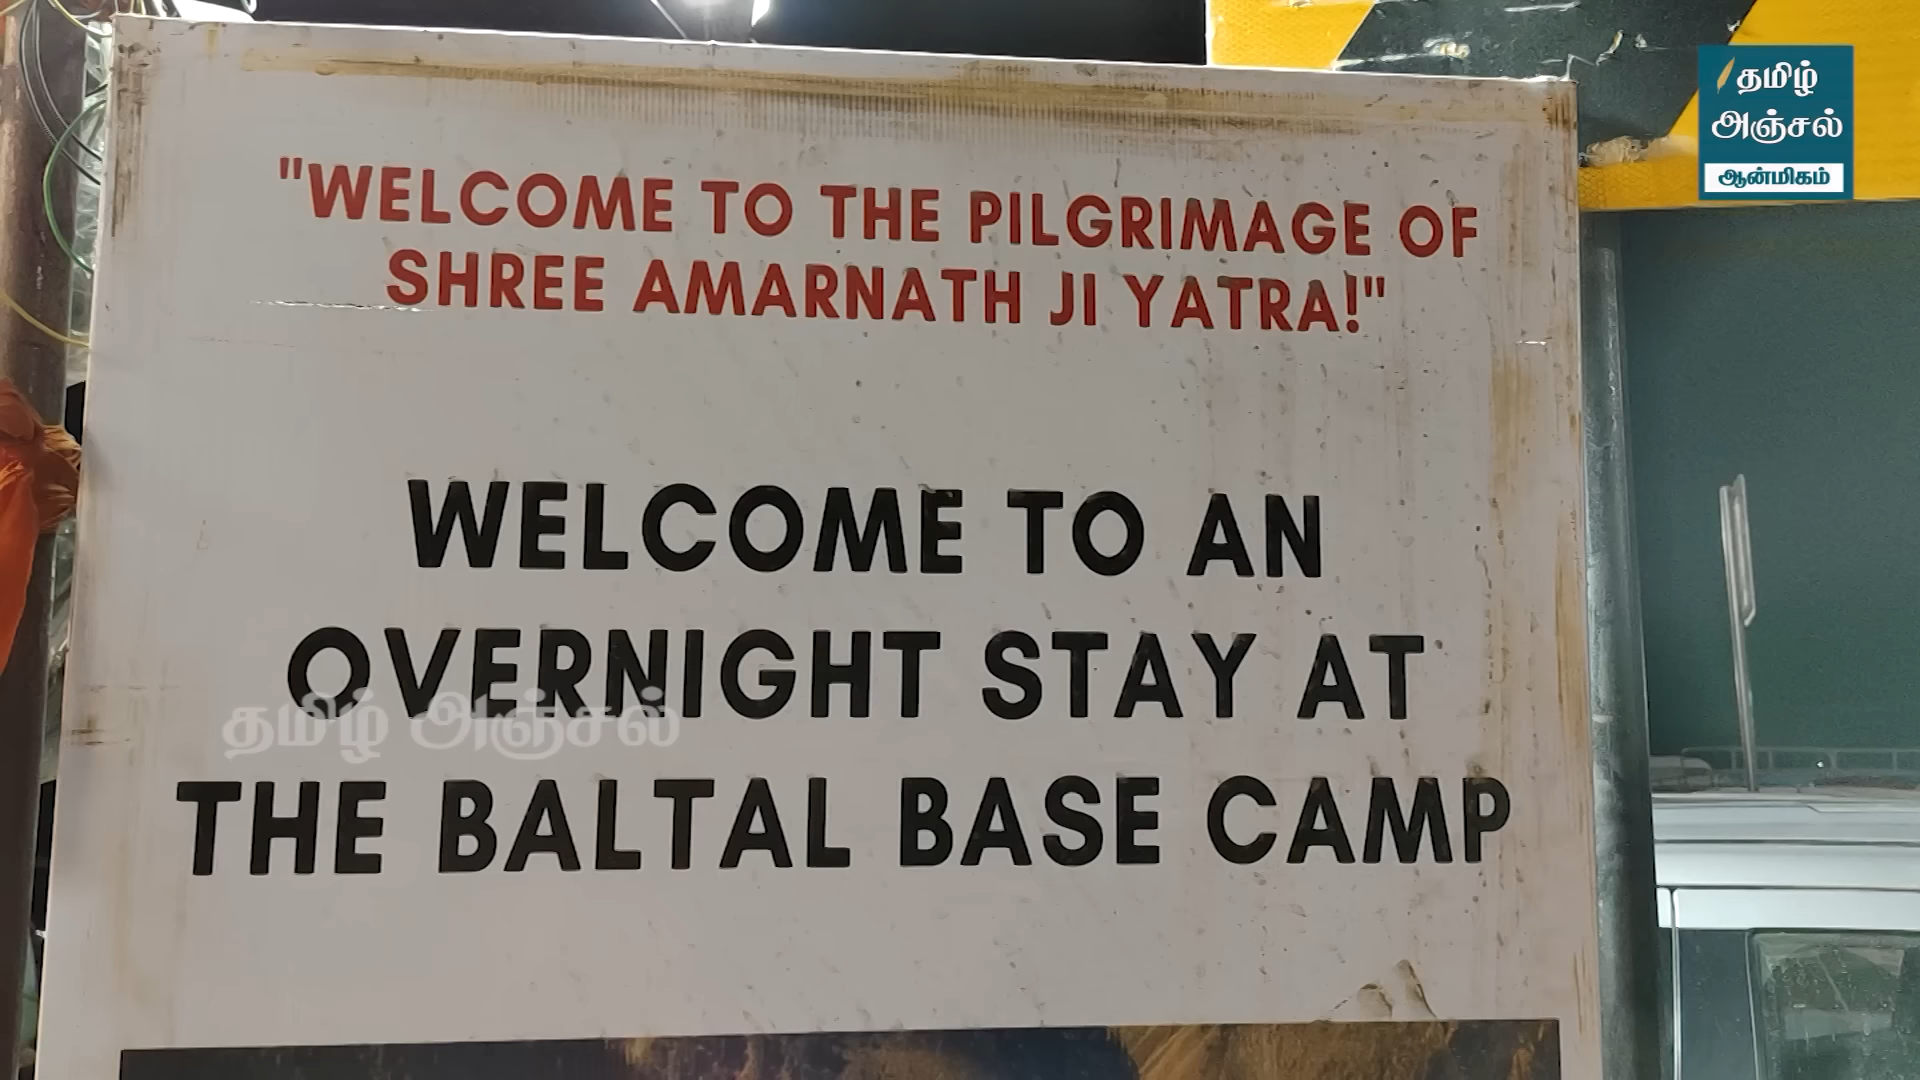 "WELCOME TO THE PILGRIMAGE OF
SHREE AMARNATH JI YATRA!"
WELCOME TO AN
OVERNIGHT STAY AT
THE BALTAL BASE CAMP
தமிழ் அஞ்சல்
தமிழ்
அஞ்சல்
ஆன்மிகம்